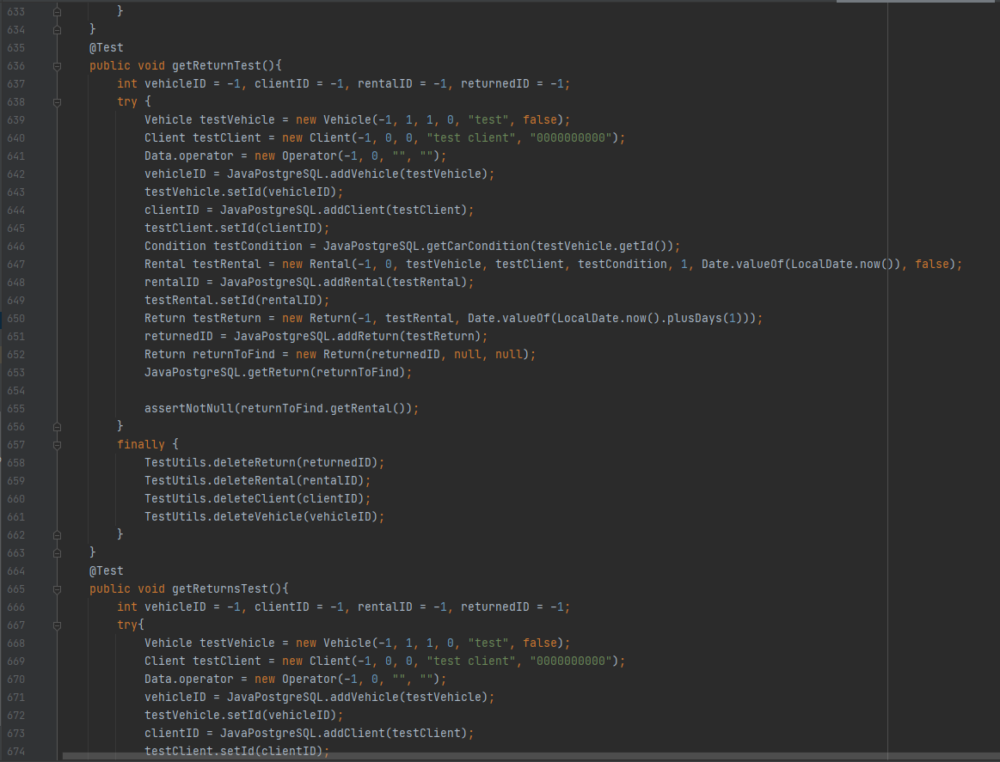 633 }
634 }
635 @Test
636 public void getReturnTest(){
637 int vehicleID = -1, clientID = -1, rentalID = -1, returnedID = -1;
638 try {
639 Vehicle testVehicle = new Vehicle(-1, 1, 1, 0, "test", false);
640 Client testClient = new Client(-1, 0, 0, "test client", "0000000000");
641 Data.operator = new Operator(-1, 0, "", "");
642 vehicleID = JavaPostgreSQL.addVehicle(testVehicle);
643 testVehicle.setId(vehicleID);
644 clientID = JavaPostgreSQL.addClient(testClient);
645 testClient.setId(clientID);
646 Condition testCondition = JavaPostgreSQL.getCarCondition(testVehicle.getId());
647 Rental testRental = new Rental(-1, 0, testVehicle, testClient, testCondition, 1, Date.valueOf(LocalDate.now()), false);
648 rentalID = JavaPostgreSQL.addRental(testRental);
649 testRental.setId(rentalID);
650 Return testReturn = new Return(-1, testRental, Date.valueOf(LocalDate.now().plusDays(1)));
651 returnedID = JavaPostgreSQL.addReturn(testReturn);
652 Return returnToFind = new Return(returnedID, null, null);
653 JavaPostgreSQL.getReturn(returnToFind);
654
655 assertNotNull(returnToFind.getRental());
656 }
657 finally {
658 TestUtils.deleteReturn(returnedID);
659 TestUtils.deleteRental(rentalID);
660 TestUtils.deleteClient(clientID);
661 TestUtils.deleteVehicle(vehicleID);
662 }
663 }
664 @Test
665 public void getReturnsTest(){
666 int vehicleID = -1, clientID = -1, rentalID = -1, returnedID = -1;
667 try{
668 Vehicle testVehicle = new Vehicle(-1, 1, 1, 0, "test", false);
669 Client testClient = new Client(-1, 0, 0, "test client", "0000000000");
670 Data.operator = new Operator(-1, 0, "", "");
671 vehicleID = JavaPostgreSQL.addVehicle(testVehicle);
672 testVehicle.setId(vehicleID);
673 clientID = JavaPostgreSQL.addClient(testClient);
674 testClient.setId(clientID);